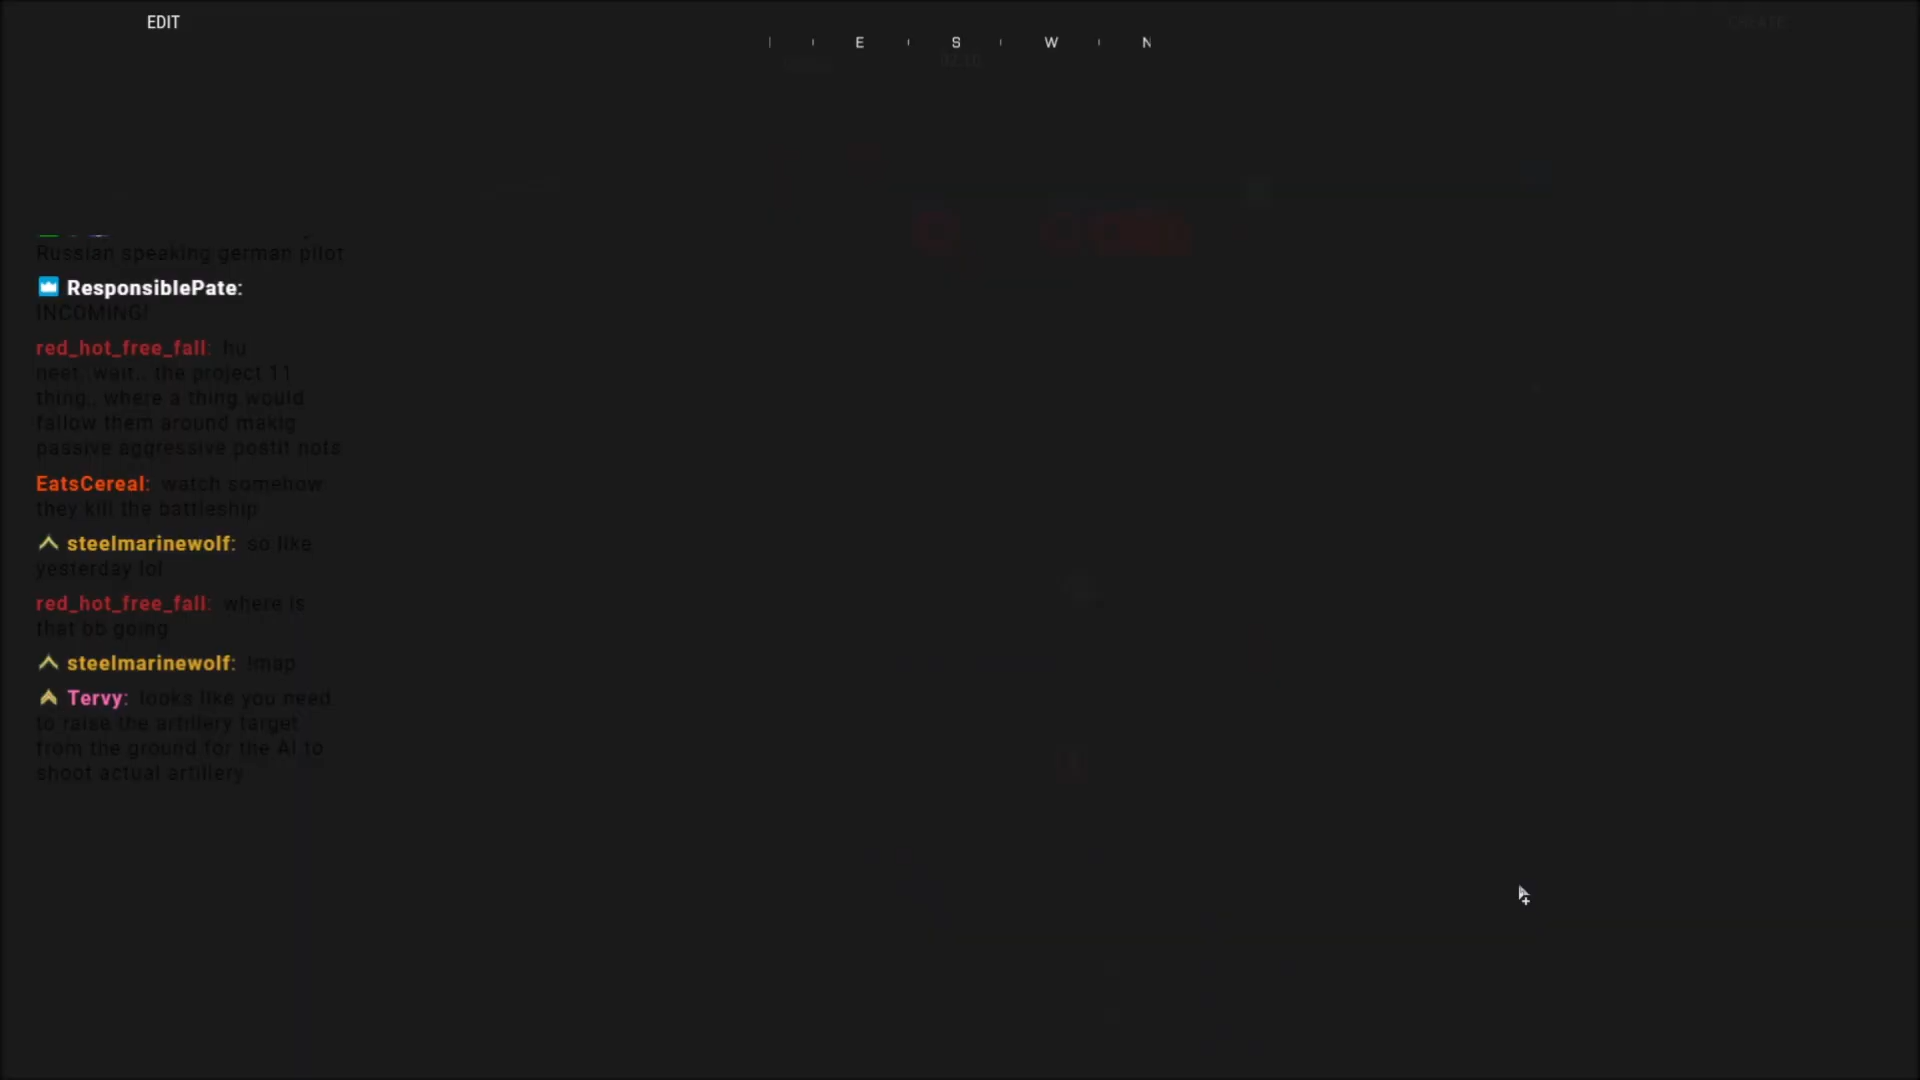 EDIT
E S W N
Russian speaking german pilot
ResponsiblePate:
INCOMING!
red_hot_free_fall: hu
neet..wait.. the project 11
thing.. where a thing would
fallow them around makig
passive aggressive postit nots
EatsCereal: watch somehow
they kill the battleship
steelmarinewolf: so like
yesterday lol
red_hot_free_fall: where is
that bb going
steelmarinewolf: !map
Tervy: looks like you need
to raise the artillery target
from the ground for the AI to
shoot actual artillery